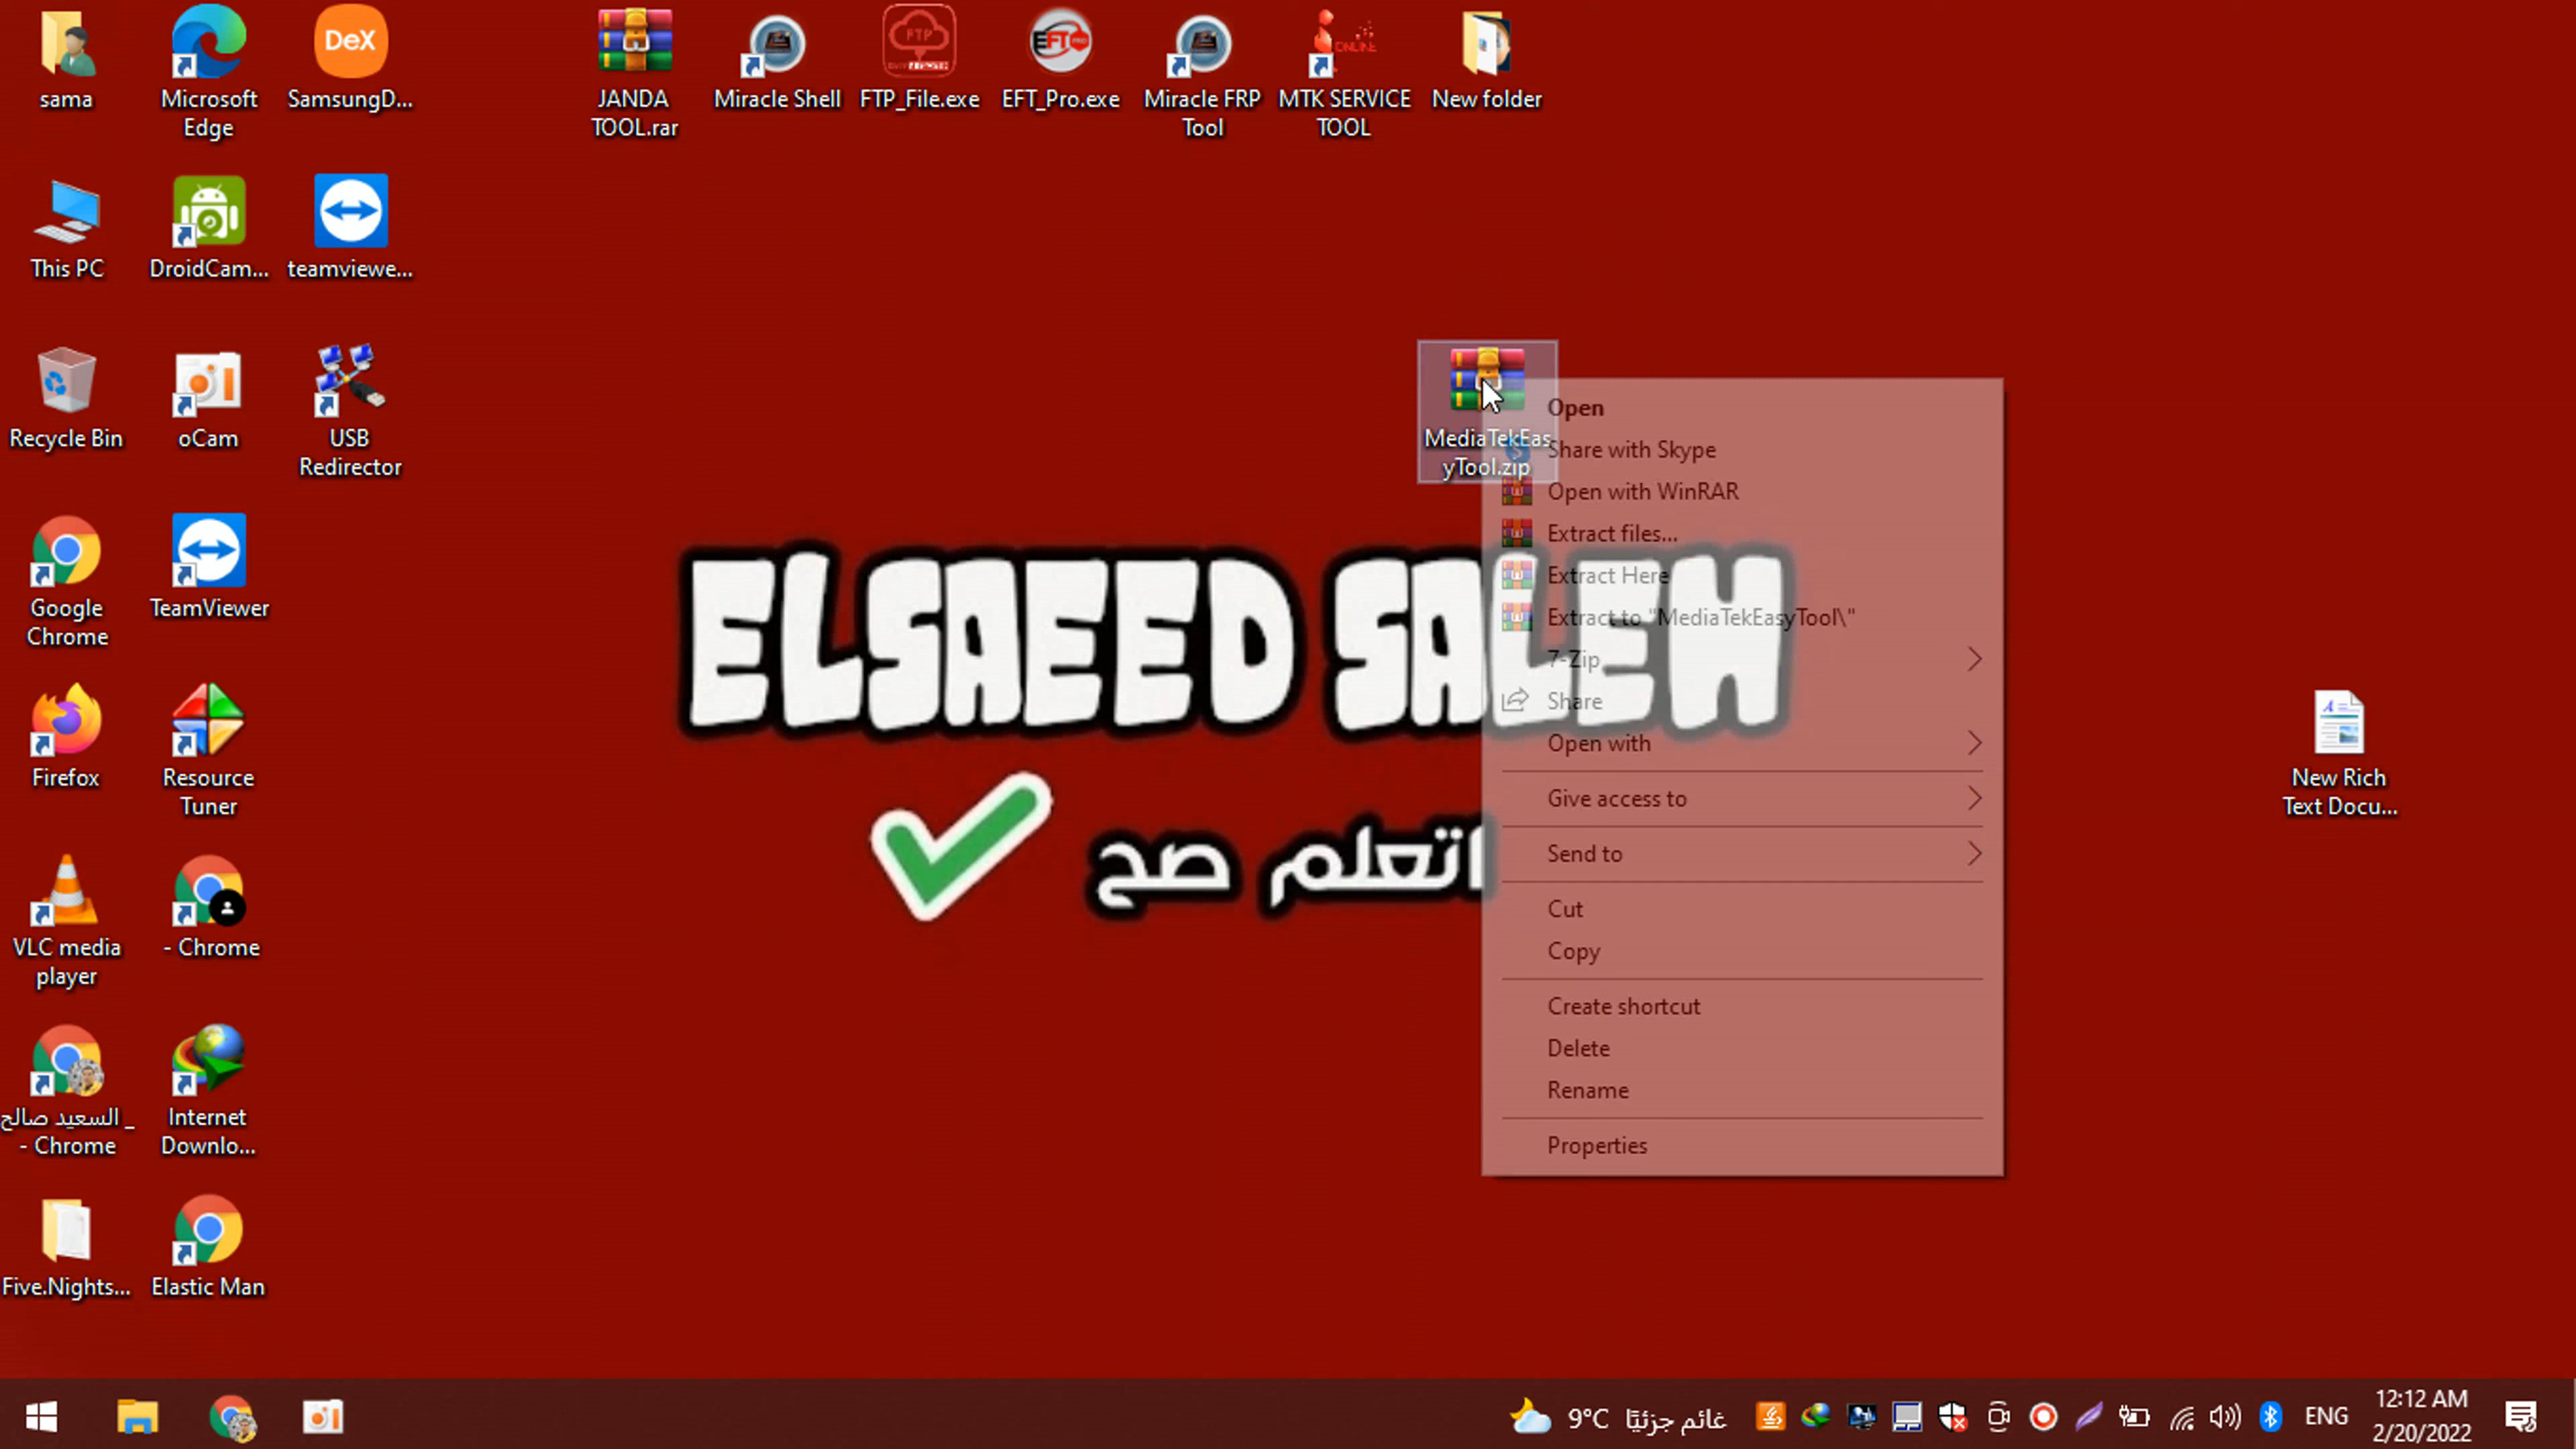 sama
Microsoft
Edge
DeX
SamsungD...
JANDA
TOOL.rar
Miracle Shell
FTP
FTP_File.exe
EFT PRO
EFT_Pro.exe
Miracle FRP
Tool
ONLINE
MTK SERVICE
TOOL
New folder
This PC
DroidCam...
teamviewe...
Recycle Bin
oCam
USB
Redirector
MediaTekEas
yTool.zip
Open
Share with Skype
Open with WinRAR
Extract files...
Extract Here
Extract to "MediaTekEasyTool\"
7-Zip
Share
Open with
Give access to
Send to
Cut
Copy
Create shortcut
Delete
Rename
Properties
ELSAEED SALEH
اتعلم صح
Google
Chrome
TeamViewer
Firefox
Resource
Tuner
New Rich
Text Docu...
VLC media
player
- Chrome
_ السعيد صالح
- Chrome
Internet
Downlo...
Five.Nights...
Elastic Man
9°C غائم جزئيًا
ENG
12:12 AM
2/20/2022